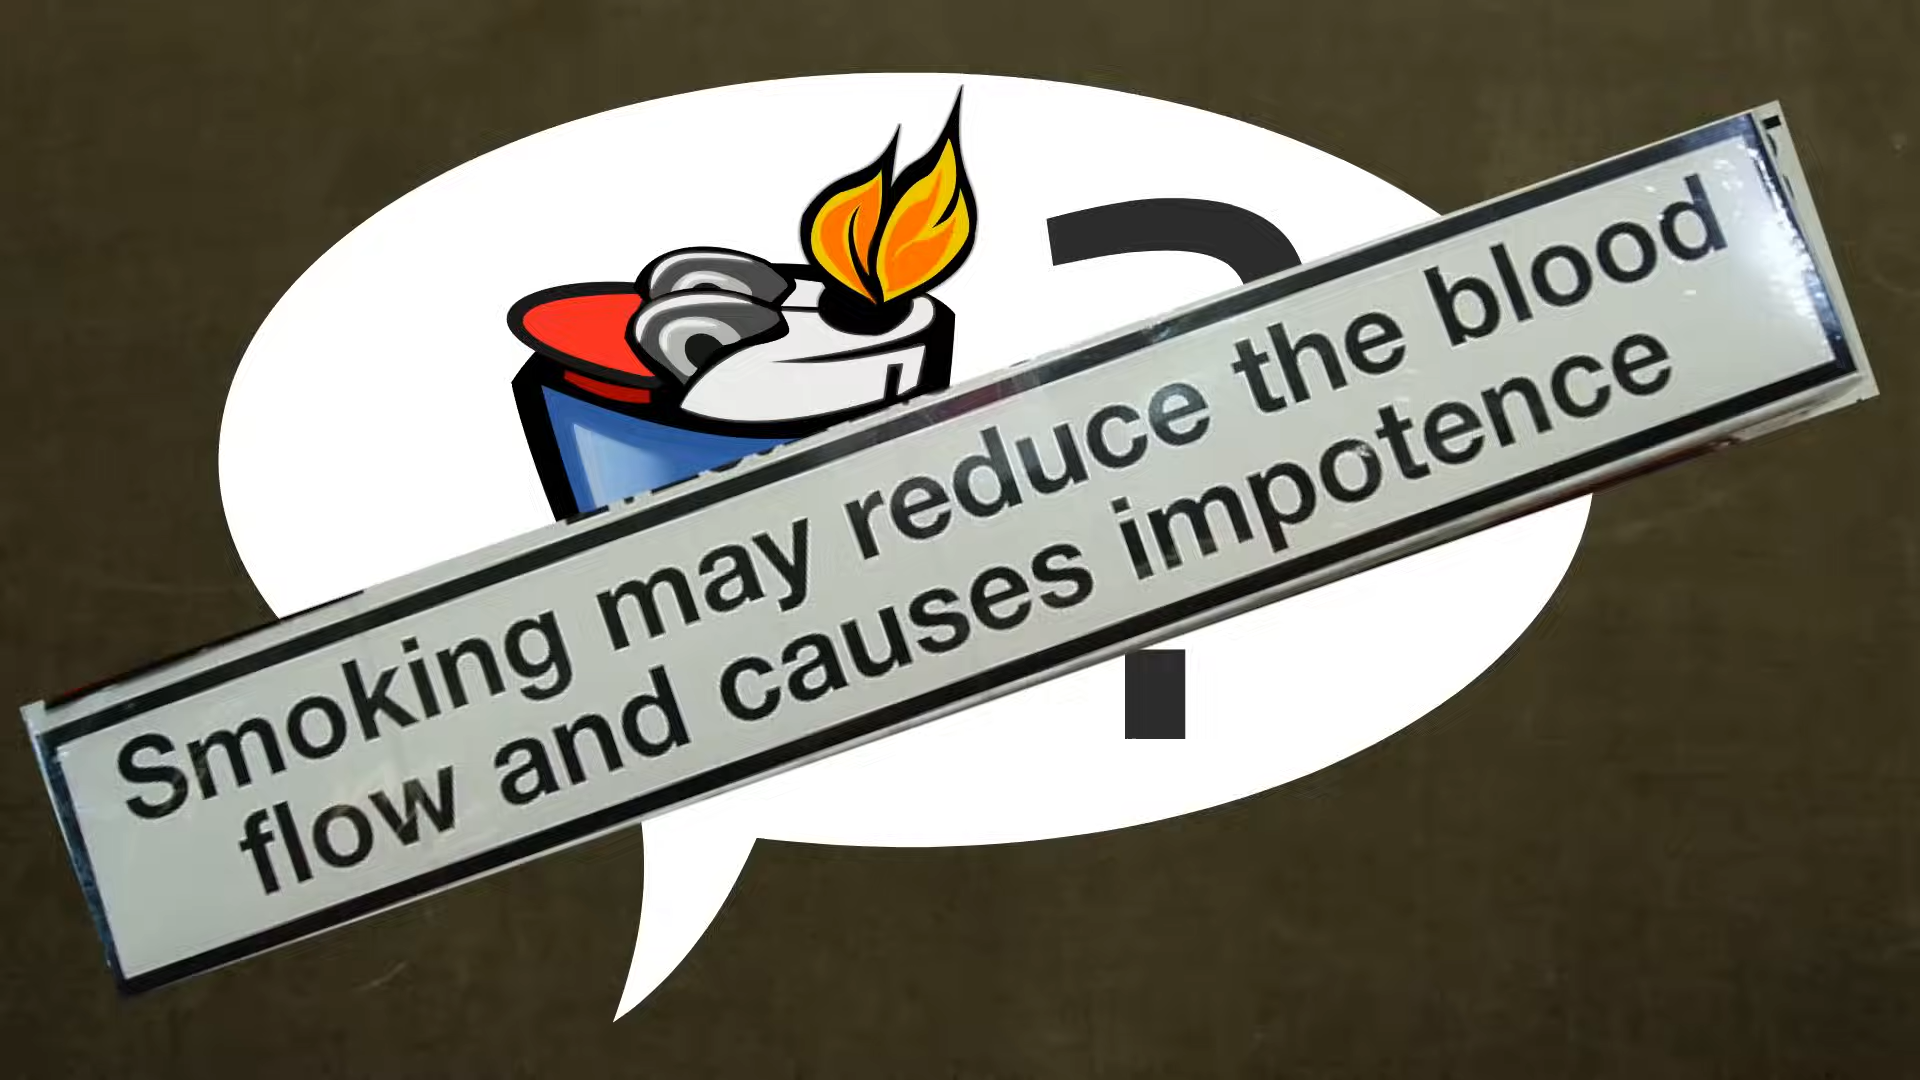 ?
Smoking may reduce the blood
flow and causes impotence